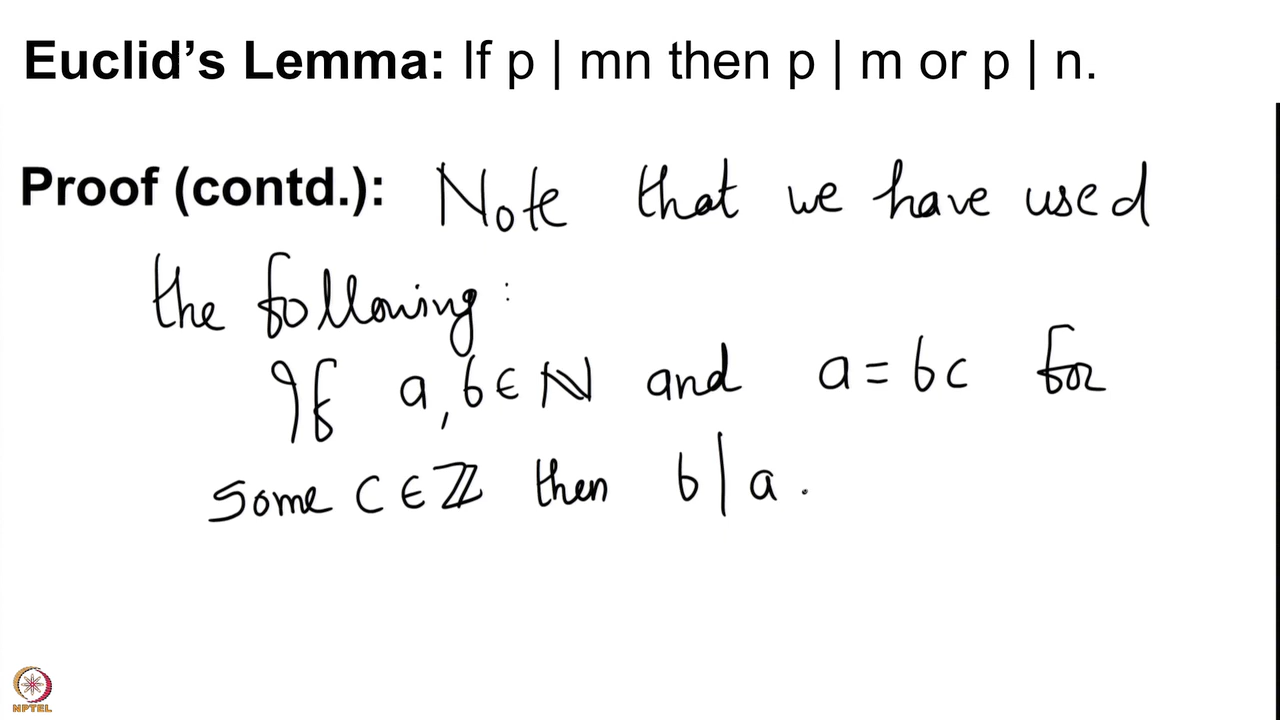 Euclid’s Lemma: If p | mn then p | m or p | n.
Proof (contd.): Note that we have used
the following :
If a, b ∈ ℕ and a = bc for
some c ∈ ℤ then b | a .
NPTEL